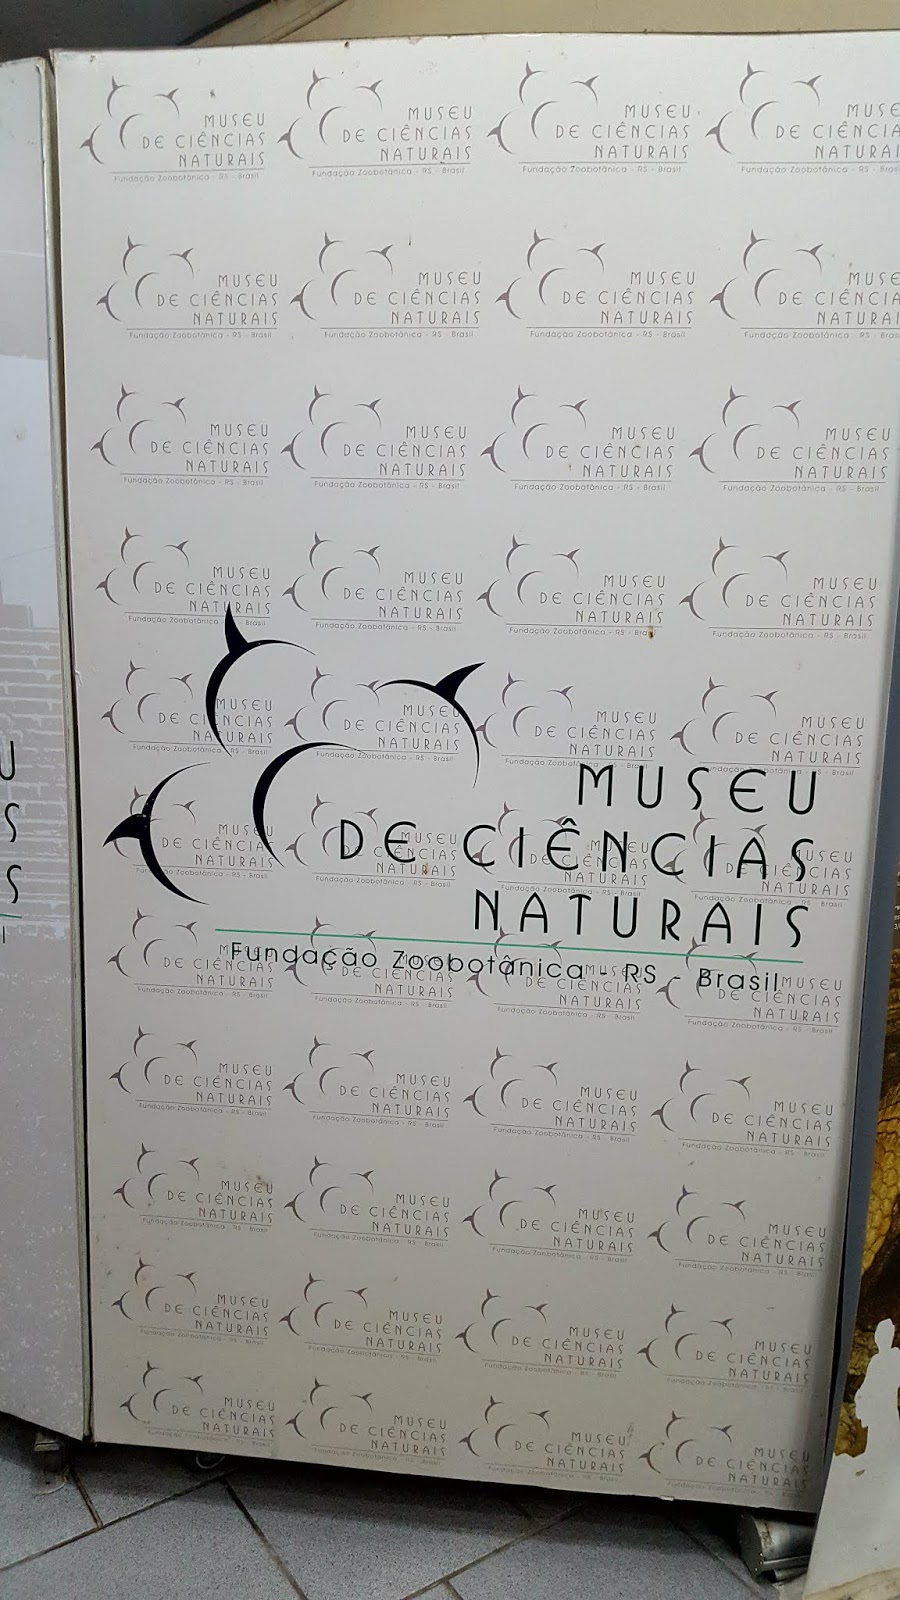 MUSEU
DE CIÊNCIAS
NATURAIS
Fundação Zoobotânica - RS - Brasil